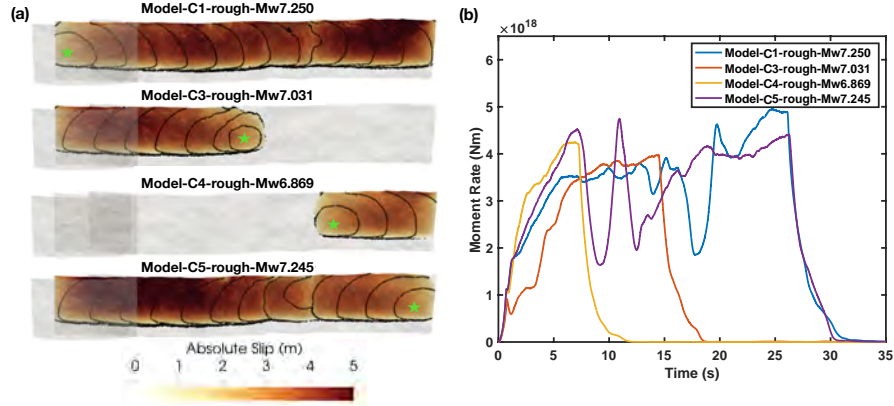 (a)
Model-C1-rough-Mw7.250
Model-C3-rough-Mw7.031
Model-C4-rough-Mw6.869
Model-C5-rough-Mw7.245
Absolute Slip (m)
0 1 2 3 4 5
(b)
×10¹⁸
6
5
4
3
2
1
0
Moment Rate (Nm)
0 5 10 15 20 25 30 35
Time (s)
Model-C1-rough-Mw7.250
Model-C3-rough-Mw7.031
Model-C4-rough-Mw6.869
Model-C5-rough-Mw7.245